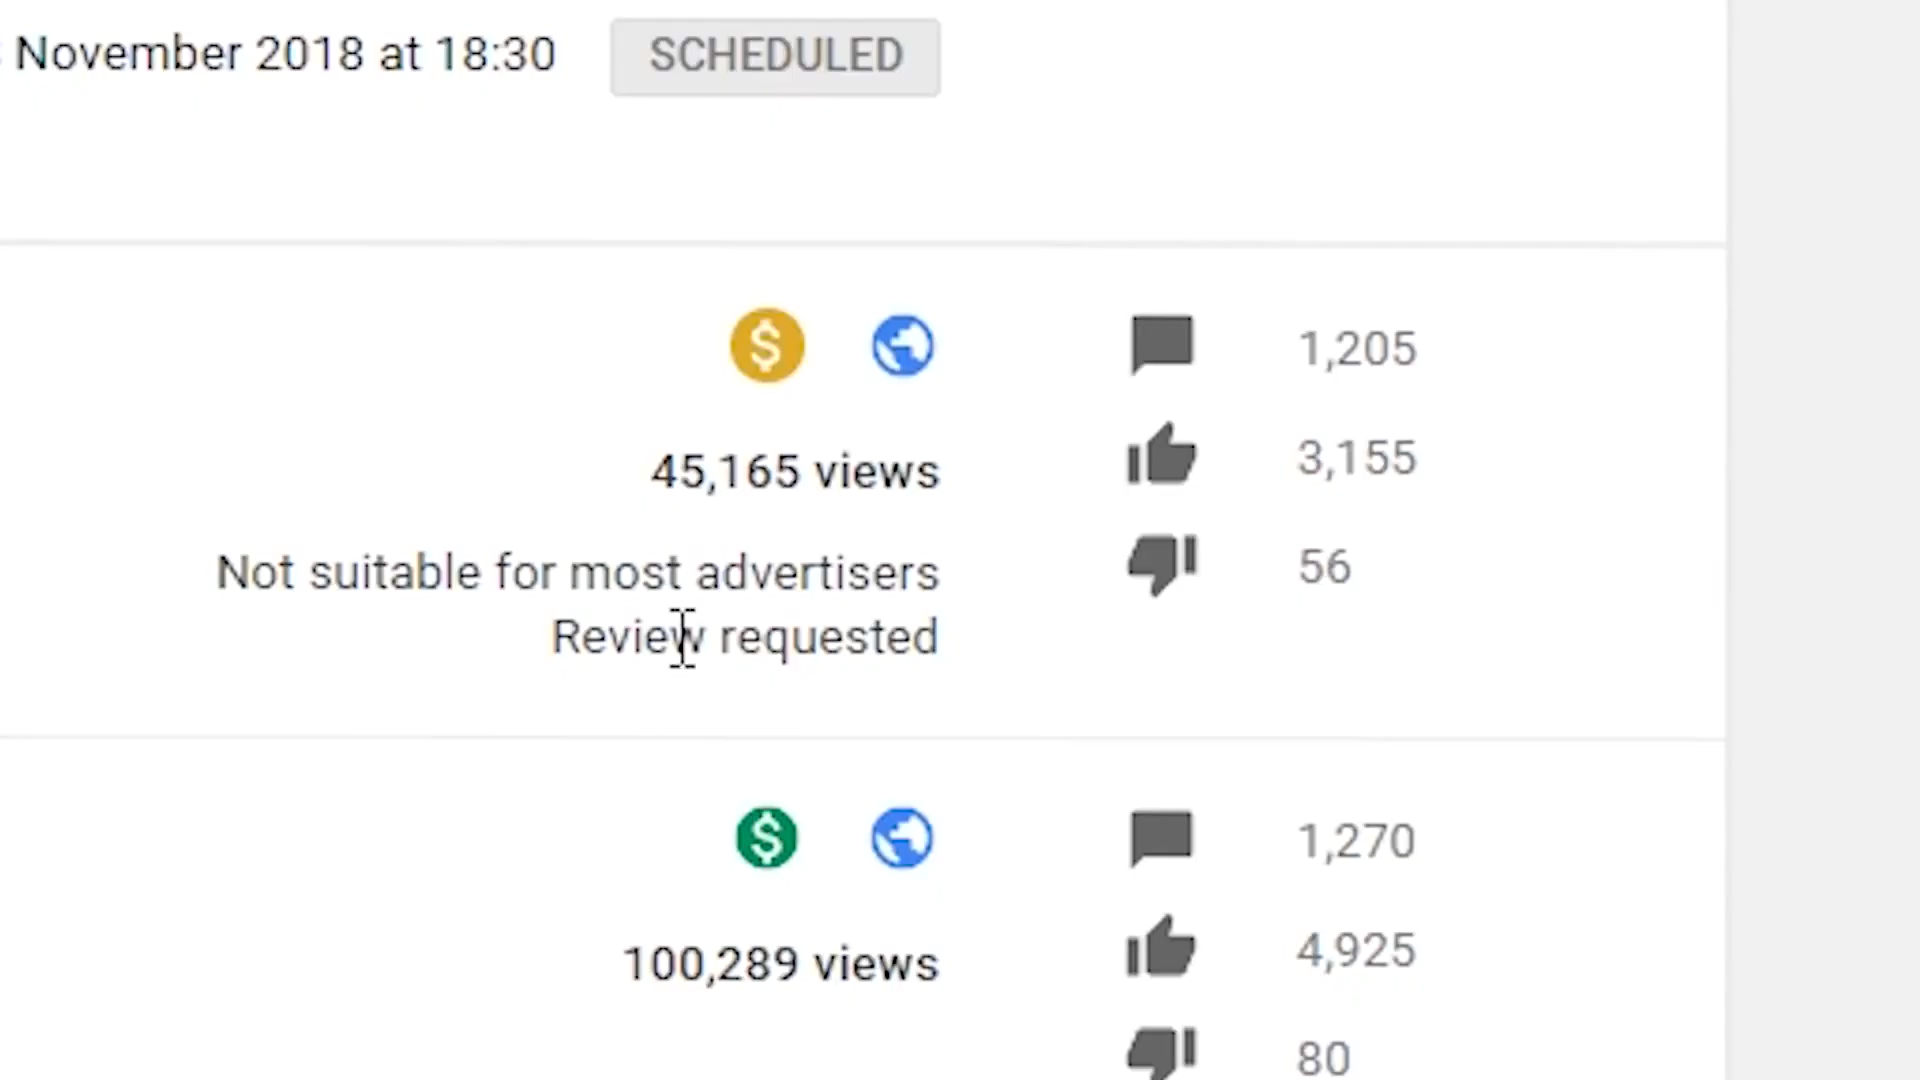 November 2018 at 18:30 SCHEDULED
1,205
45,165 views
3,155
Not suitable for most advertisers
56
Review requested
1,270
100,289 views
4,925
80